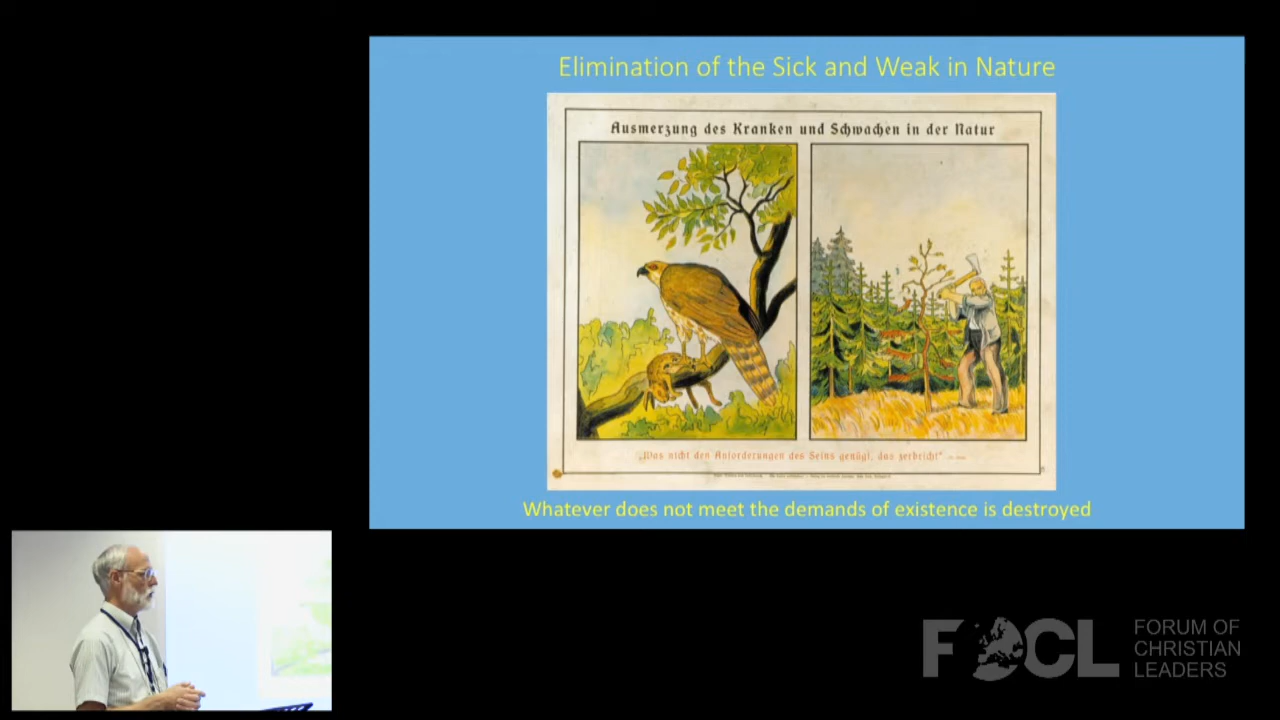 Elimination of the Sick and Weak in Nature
Ausmerzung des Kranken und Schwachen in der Natur
„Was nicht den Anforderungen des Seins genügt, das zerbricht“
Whatever does not meet the demands of existence is destroyed
FOCL
FORUM OF
CHRISTIAN
LEADERS